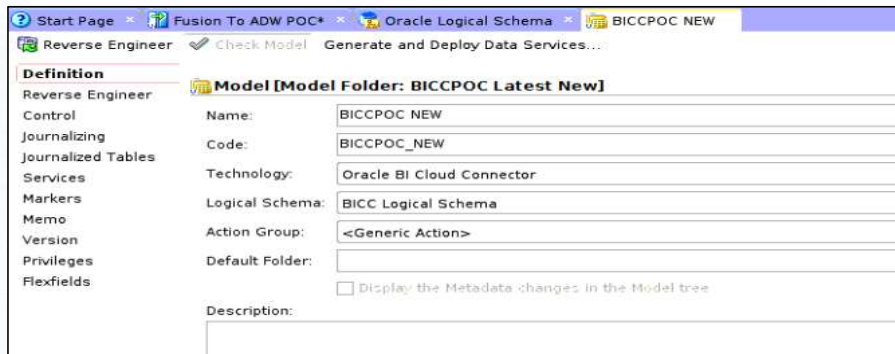 Start Page Fusion To ADW POC* Oracle Logical Schema BICCPOC NEW
Reverse Engineer Check Model Generate and Deploy Data Services...
Definition
Reverse Engineer
Control
Journalizing
Journalized Tables
Services
Markers
Memo
Version
Privileges
Flexfields
Model [Model Folder: BICCPOC Latest New]
Name: BICCPOC NEW
Code: BICCPOC_NEW
Technology: Oracle BI Cloud Connector
Logical Schema: BICC Logical Schema
Action Group: <Generic Action>
Default Folder:
Display the Metadata changes in the Model tree
Description: